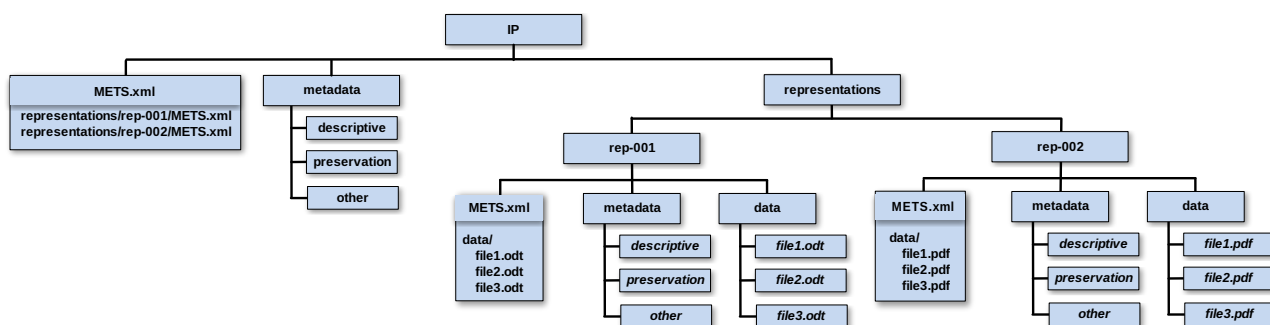 IP
METS.xml
representations/rep-001/METS.xml
representations/rep-002/METS.xml
metadata
descriptive
preservation
other
representations
rep-001
METS.xml
data/
file1.odt
file2.odt
file3.odt
metadata
descriptive
preservation
other
data
file1.odt
file2.odt
file3.odt
rep-002
METS.xml
data/
file1.pdf
file2.pdf
file3.pdf
metadata
descriptive
preservation
other
data
file1.pdf
file2.pdf
file3.pdf